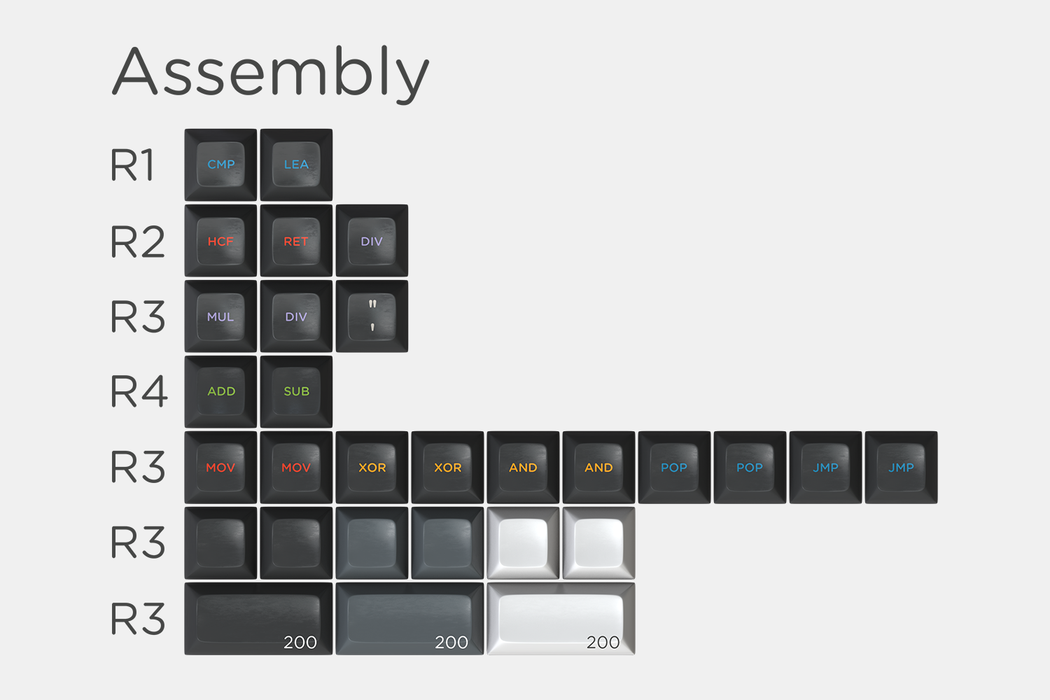 Assembly
R1 CMP LEA
R2 HCF RET DIV
R3 MUL DIV " '
R4 ADD SUB
R3 MOV MOV XOR XOR AND AND POP POP JMP JMP
R3
R3 200 200 200